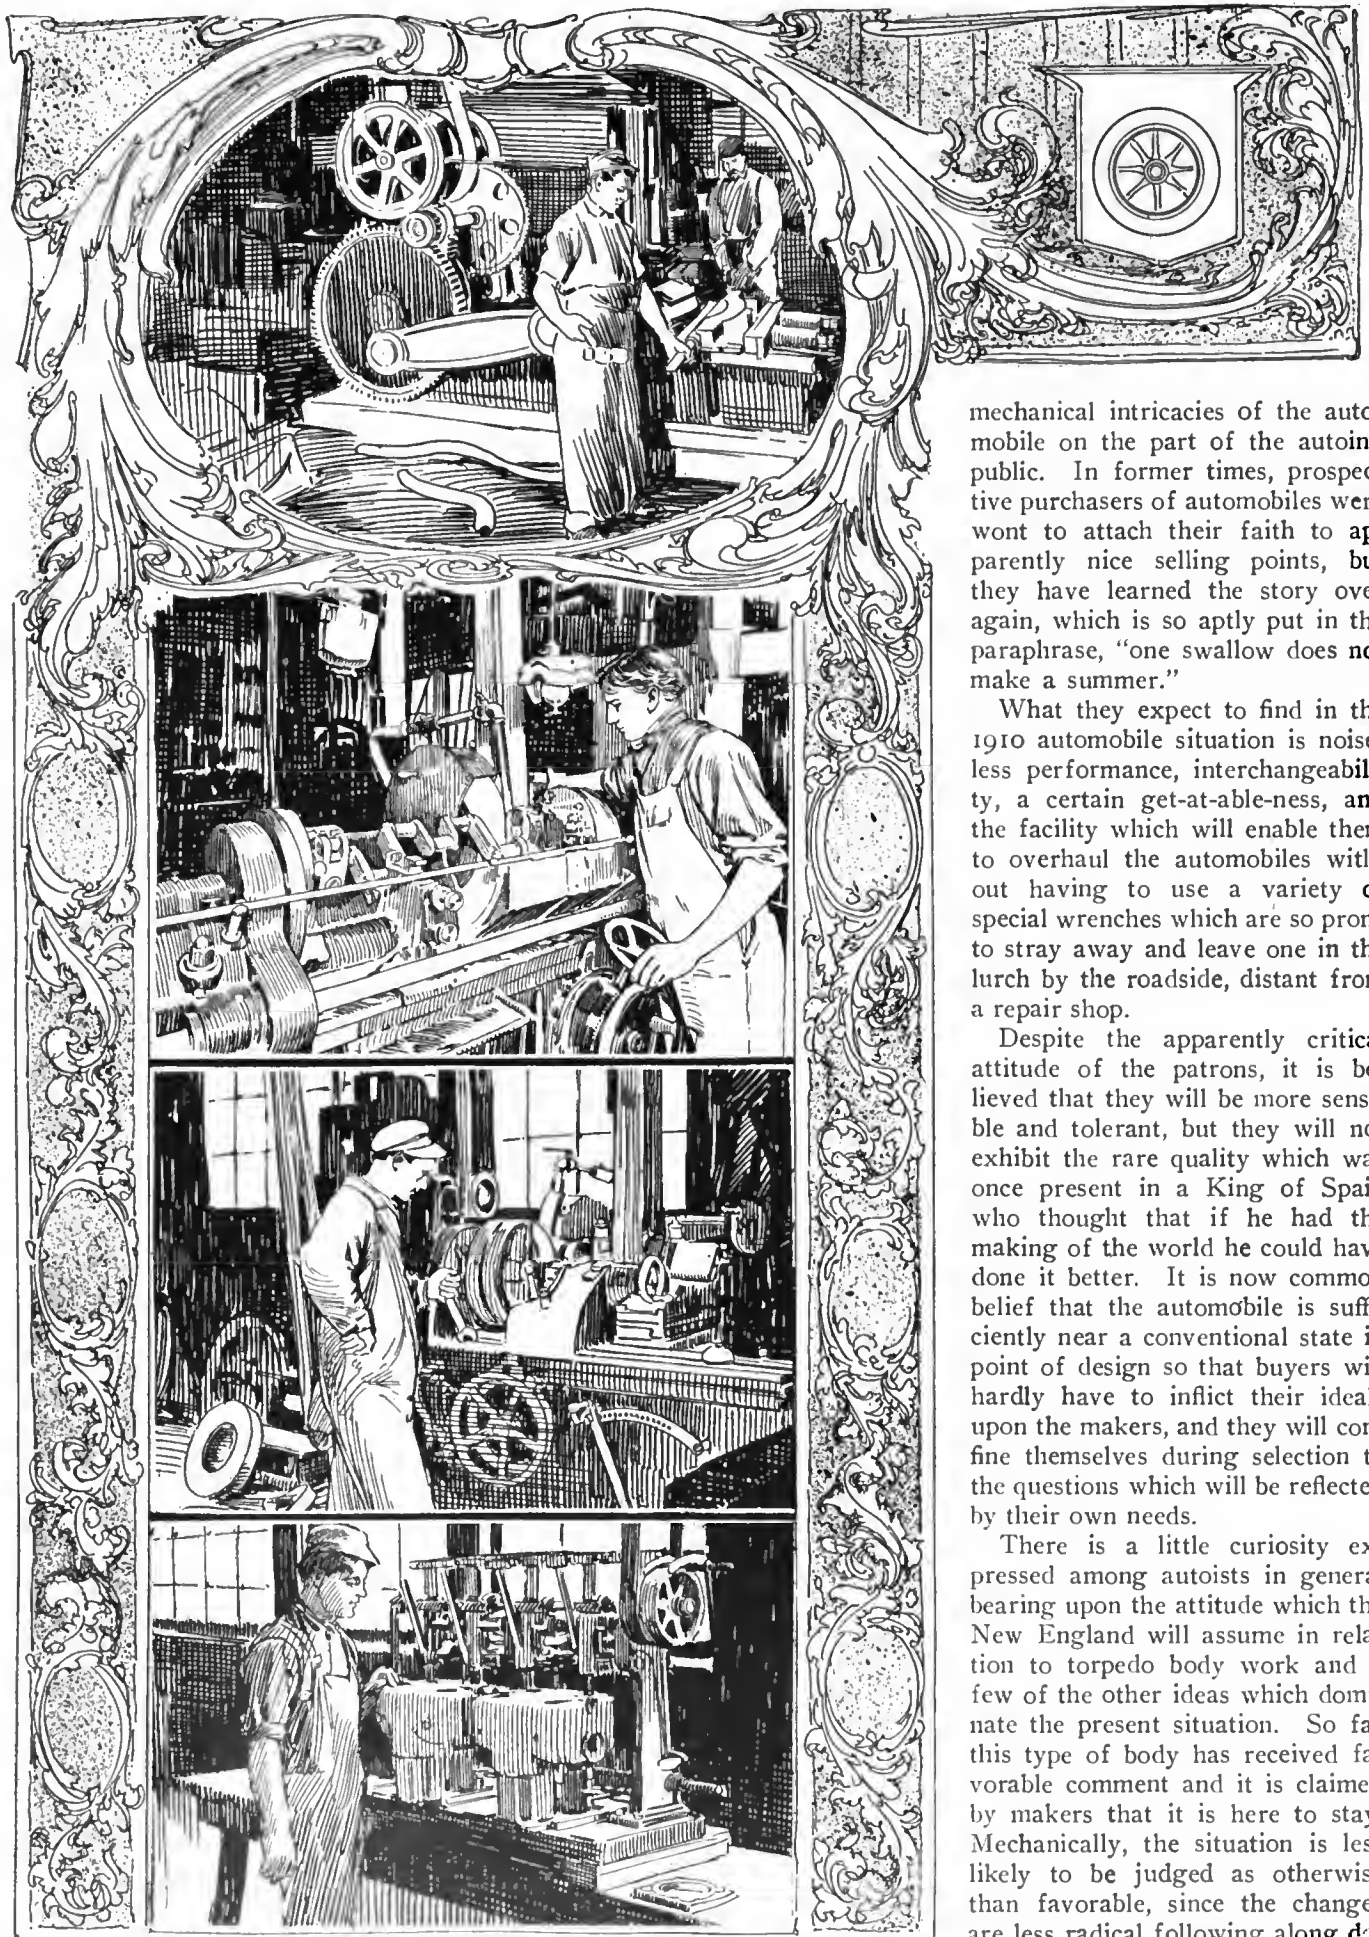 mechanical intricacies of the auto
mobile on the part of the autoin
public. In former times, prospec
tive purchasers of automobiles wer
wont to attach their faith to ap
parently nice selling points, bu
they have learned the story ove
again, which is so aptly put in th
paraphrase, “one swallow does no
make a summer.”
What they expect to find in th
1910 automobile situation is noise
less performance, interchangeabil
ty, a certain get-at-able-ness, an
the facility which will enable ther
to overhaul the automobiles with
out having to use a variety o
special wrenches which are so pron
to stray away and leave one in th
lurch by the roadside, distant fror
a repair shop.
Despite the apparently critica
attitude of the patrons, it is be
lieved that they will be more sens
ble and tolerant, but they will no
exhibit the rare quality which wa
once present in a King of Spai
who thought that if he had th
making of the world he could hav
done it better. It is now commo
belief that the automobile is suffi
ciently near a conventional state i
point of design so that buyers wil
hardly have to inflict their ideal
upon the makers, and they will con
fine themselves during selection t
the questions which will be reflecte
by their own needs.
There is a little curiosity ex
pressed among autoists in genera
bearing upon the attitude which th
New England will assume in rela
tion to torpedo body work and
few of the other ideas which dom
nate the present situation. So fa
this type of body has received fa
vorable comment and it is claime
by makers that it is here to stay
Mechanically, the situation is les
likely to be judged as otherwis
than favorable, since the change
are less radical following along da